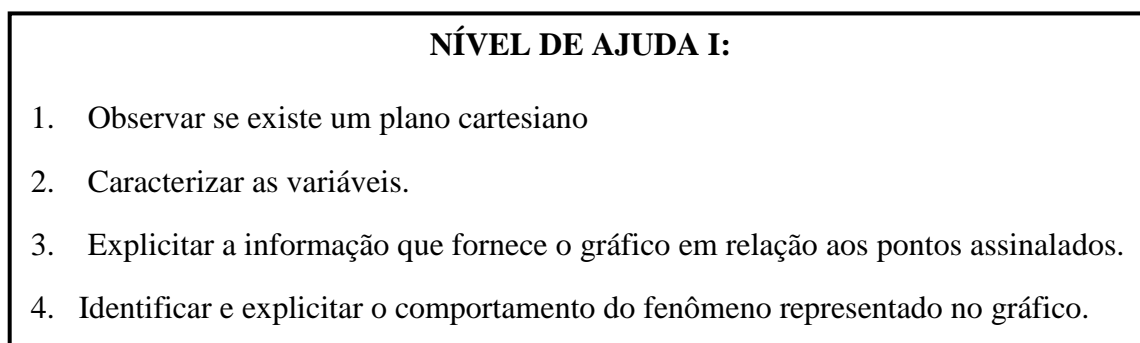 NÍVEL DE AJUDA I:
1. Observar se existe um plano cartesiano
2. Caracterizar as variáveis.
3. Explicitar a informação que fornece o gráfico em relação aos pontos assinalados.
4. Identificar e explicitar o comportamento do fenômeno representado no gráfico.